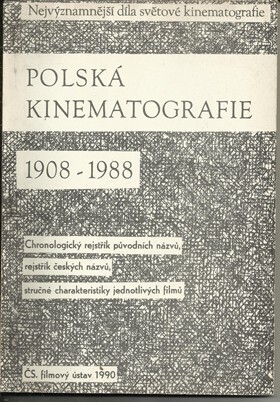 Nejvýznamnější díla světové kinematografie
POLSKÁ
KINEMATOGRAFIE
1908 - 1988
Chronologický rejstřík původních názvů,
rejstřík českých názvů,
stručné charakteristiky jednotlivých filmů
ČS. filmový ústav 1990